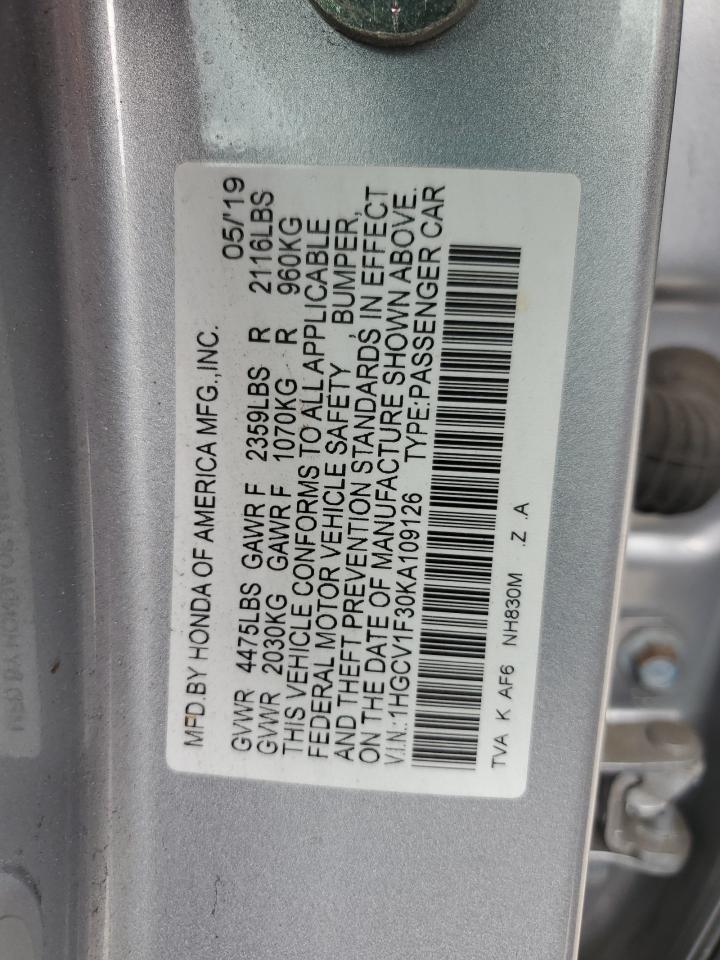 MFD.BY HONDA OF AMERICA MFG.,INC. 05/'19
GVWR 4475LBS GAWR F 2359LBS R 2116LBS
GVWR 2030KG GAWR F 1070KG R 960KG
THIS VEHICLE CONFORMS TO ALL APPLICABLE
FEDERAL MOTOR VEHICLE SAFETY , BUMPER,
AND THEFT PREVENTION STANDARDS IN EFFECT
ON THE DATE OF MANUFACTURE SHOWN ABOVE.
V.I.N.:1HGCV1F30KA109126 TYPE:PASSENGER CAR
TVA K AF6 NH830M .Z .A